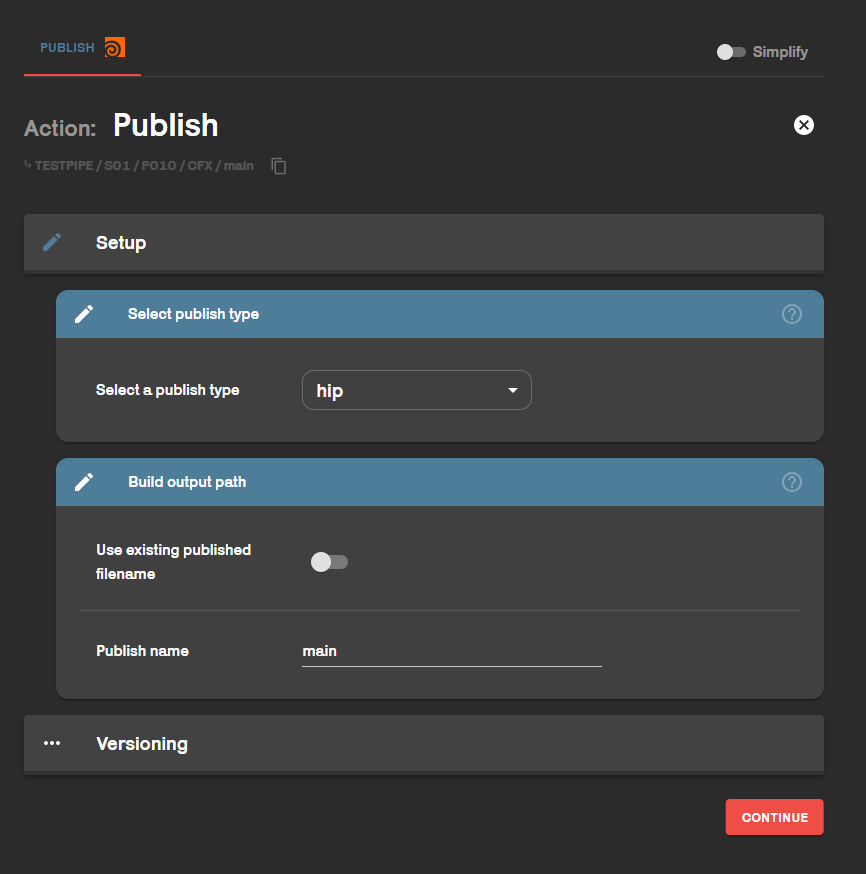 PUBLISH
Simplify
Action: Publish
TESTPIPE / S01 / P010 / CFX / main
Setup
Select publish type
?
Select a publish type
hip
Build output path
?
Use existing published
filename
Publish name
main
Versioning
CONTINUE